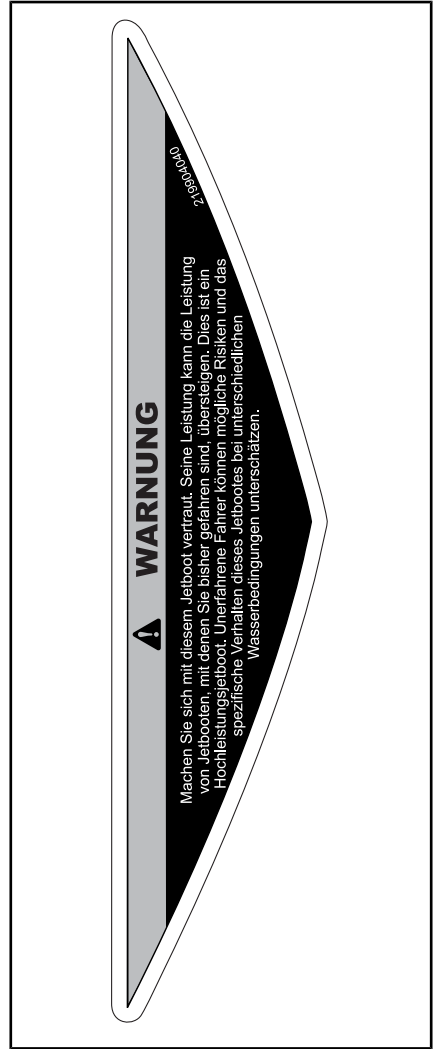 WARNUNG
Machen Sie sich mit diesem Jetboot vertraut. Seine Leistung kann die Leistung
von Jetbooten, mit denen Sie bisher gefahren sind, übersteigen. Dies ist ein
Hochleistungsjetboot. Unerfahrene Fahrer können mögliche Risiken und das
spezifische Verhalten dieses Jetbootes bei unterschiedlichen
Wasserbedingungen unterschätzen.
219904040